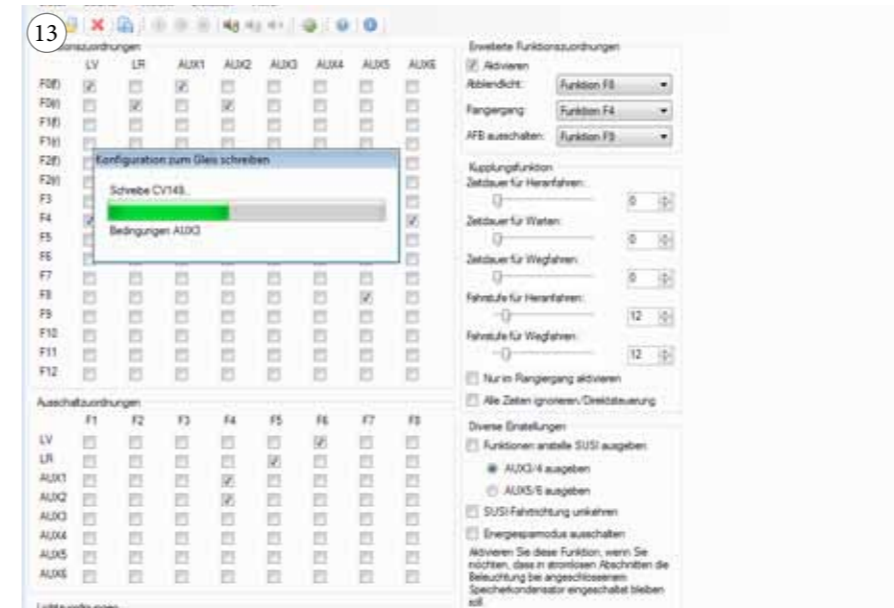 13
LV LR AUX1 AUX2 AUX3 AUX4 AUX5 AUX6
F0(f)
F0(r)
F1(f)
F1(r)
F2(f)
F2(r)
F3
F4
F5
F6
F7
F8
F9
F10
F11
F12
Konfiguration zum Gleis schreiben
Schreibe CV148..
Bedingungen AUX3
Ausschaltzuordnungen
F1 F2 F3 F4 F5 F6 F7 F8
LV
LR
AUX1
AUX2
AUX3
AUX4
AUX5
AUX6
Erweiterte Funktionszuordnungen
Aktivieren
Abblendlicht: Funktion F8
Rangiergang: Funktion F4
AFB ausschalten: Funktion F9
Kupplungsfunktion
Zeitdauer für Heranfahren:
0
Zeitdauer für Warten:
0
Zeitdauer für Wegfahren:
0
Fahrstufe für Heranfahren:
12
Fahrstufe für Wegfahren:
12
Nur im Rangiergang aktivieren
Alle Zeiten ignorieren/Direktsteuerung
Diverse Einstellungen
Funktionen anstelle SUSI ausgeben
AUX3/4 ausgeben
AUX5/6 ausgeben
SUSI-Fahrtrichtung umkehren
Energiesparmodus ausschalten
Aktivieren Sie diese Funktion, wenn Sie
möchten, dass in stromlosen Abschnitten die
Beleuchtung bei angeschlossenem
Speicherkondensator eingeschaltet bleiben
soll.